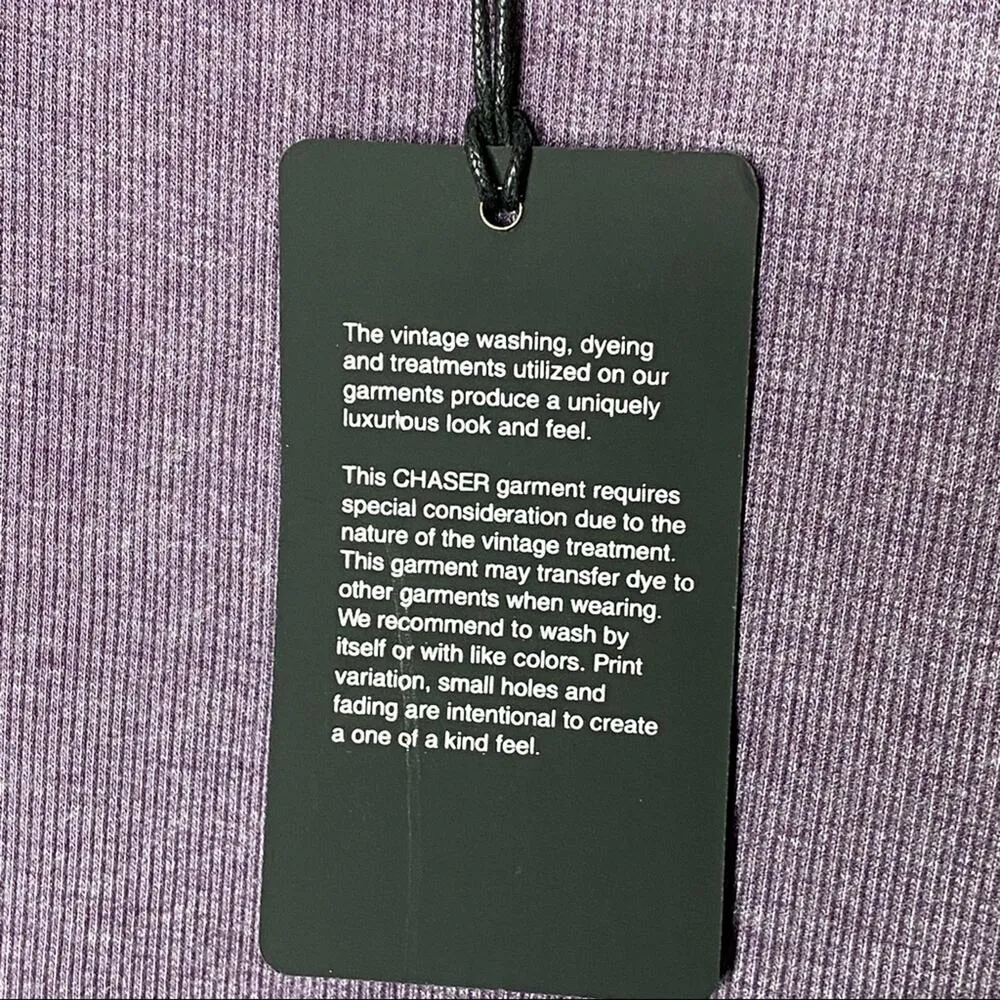 The vintage washing, dyeing
and treatments utilized on our
garments produce a uniquely
luxurious look and feel.
This CHASER garment requires
special consideration due to the
nature of the vintage treatment.
This garment may transfer dye to
other garments when wearing.
We recommend to wash by
itself or with like colors. Print
variation, small holes and
fading are intentional to create
a one of a kind feel.